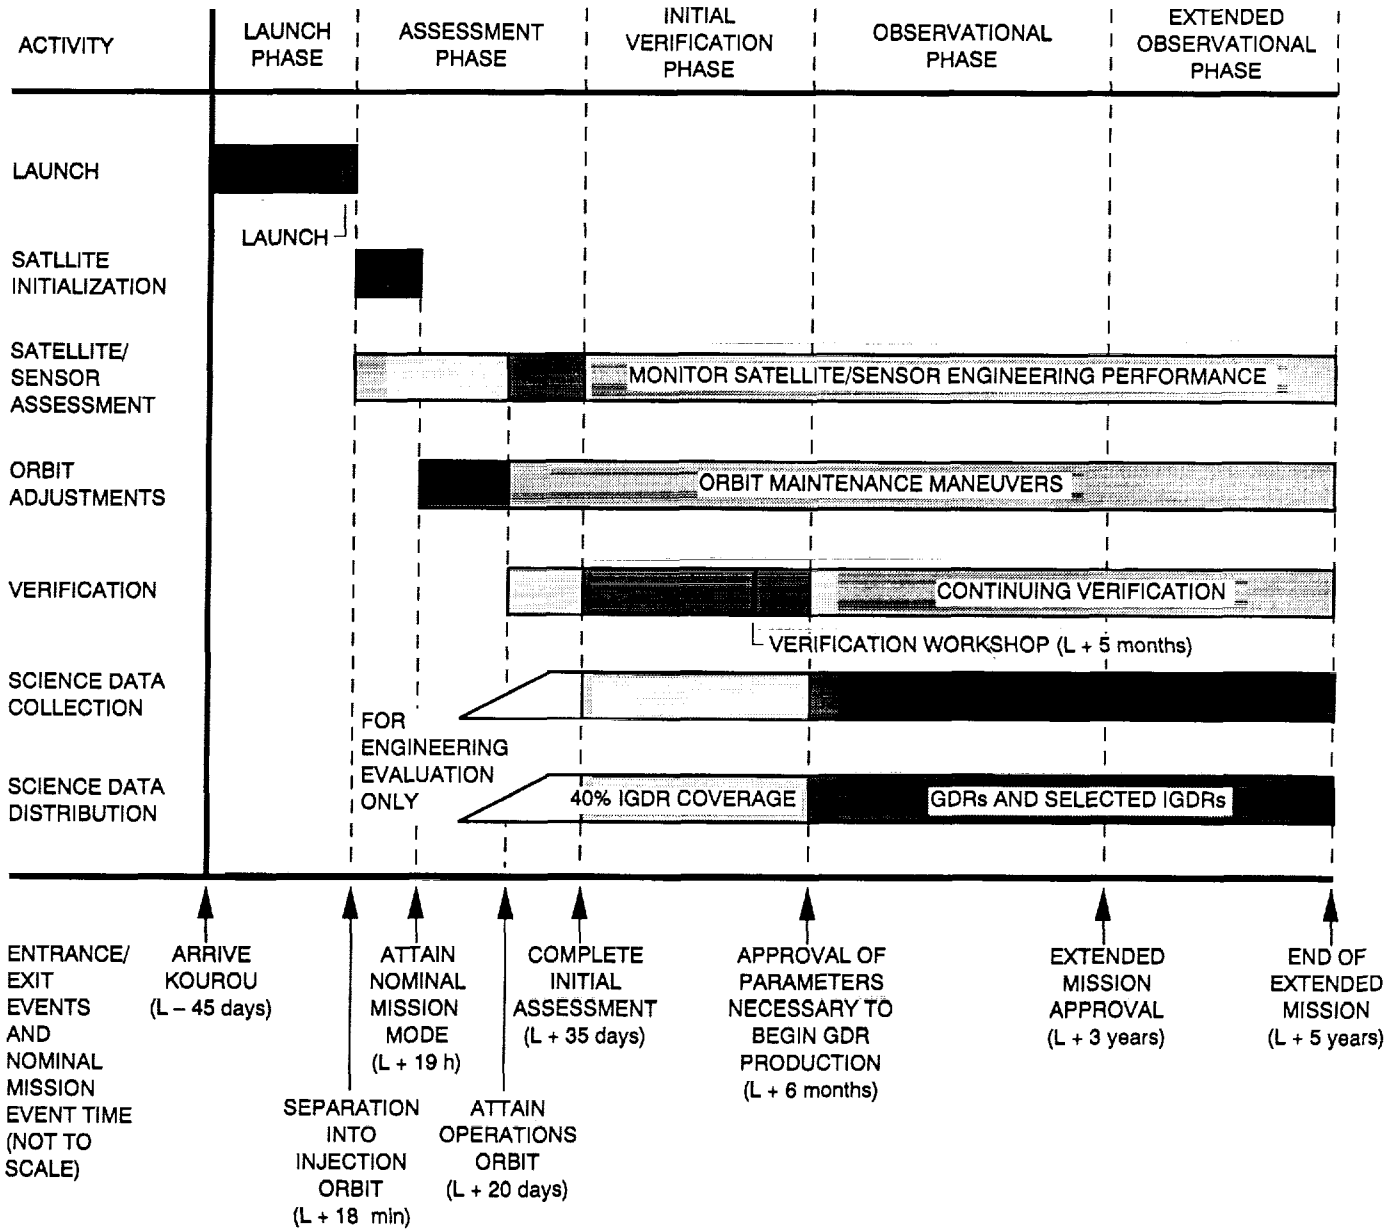 ACTIVITY
LAUNCH
PHASE
ASSESSMENT
PHASE
INITIAL
VERIFICATION
PHASE
OBSERVATIONAL
PHASE
EXTENDED
OBSERVATIONAL
PHASE
LAUNCH
LAUNCH
SATLLITE
INITIALIZATION
SATELLITE/
SENSOR
ASSESSMENT
MONITOR SATELLITE/SENSOR ENGINEERING PERFORMANCE
ORBIT
ADJUSTMENTS
ORBIT MAINTENANCE MANEUVERS
VERIFICATION
CONTINUING VERIFICATION
VERIFICATION WORKSHOP (L + 5 months)
SCIENCE DATA
COLLECTION
FOR
ENGINEERING
EVALUATION
ONLY
SCIENCE DATA
DISTRIBUTION
40% IGDR COVERAGE
GDRs AND SELECTED IGDRs
ENTRANCE/
EXIT
EVENTS
AND
NOMINAL
MISSION
EVENT TIME
(NOT TO
SCALE)
ARRIVE
KOUROU
(L – 45 days)
SEPARATION
INTO
INJECTION
ORBIT
(L + 18 min)
ATTAIN
NOMINAL
MISSION
MODE
(L + 19 h)
ATTAIN
OPERATIONS
ORBIT
(L + 20 days)
COMPLETE
INITIAL
ASSESSMENT
(L + 35 days)
APPROVAL OF
PARAMETERS
NECESSARY TO
BEGIN GDR
PRODUCTION
(L + 6 months)
EXTENDED
MISSION
APPROVAL
(L + 3 years)
END OF
EXTENDED
MISSION
(L + 5 years)